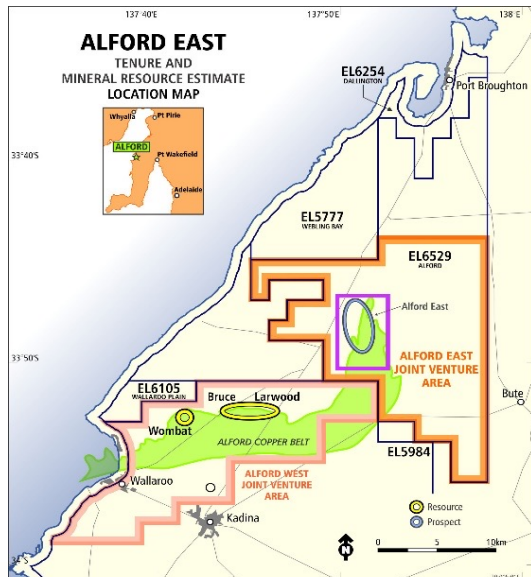 137°40'E
137°50'E
138°E
ALFORD EAST
TENURE AND
MINERAL RESOURCE ESTIMATE
LOCATION MAP
Whyalla
Pt Pirie
ALFORD
Pt Wakefield
Adelaide
EL6254
DALLINGTON
Port Broughton
33°40'S
EL5777
WEBLING BAY
EL6529
ALFORD
Alford East
33°50'S
ALFORD EAST
JOINT VENTURE
AREA
EL6105
WALLAROO PLAIN
Bruce
Larwood
Bute
Wombat
EL5984
ALFORD COPPER BELT
Wallaroo
ALFORD WEST
JOINT VENTURE
AREA
Resource
Prospect
Kadina
N
0
5
10km
34°S